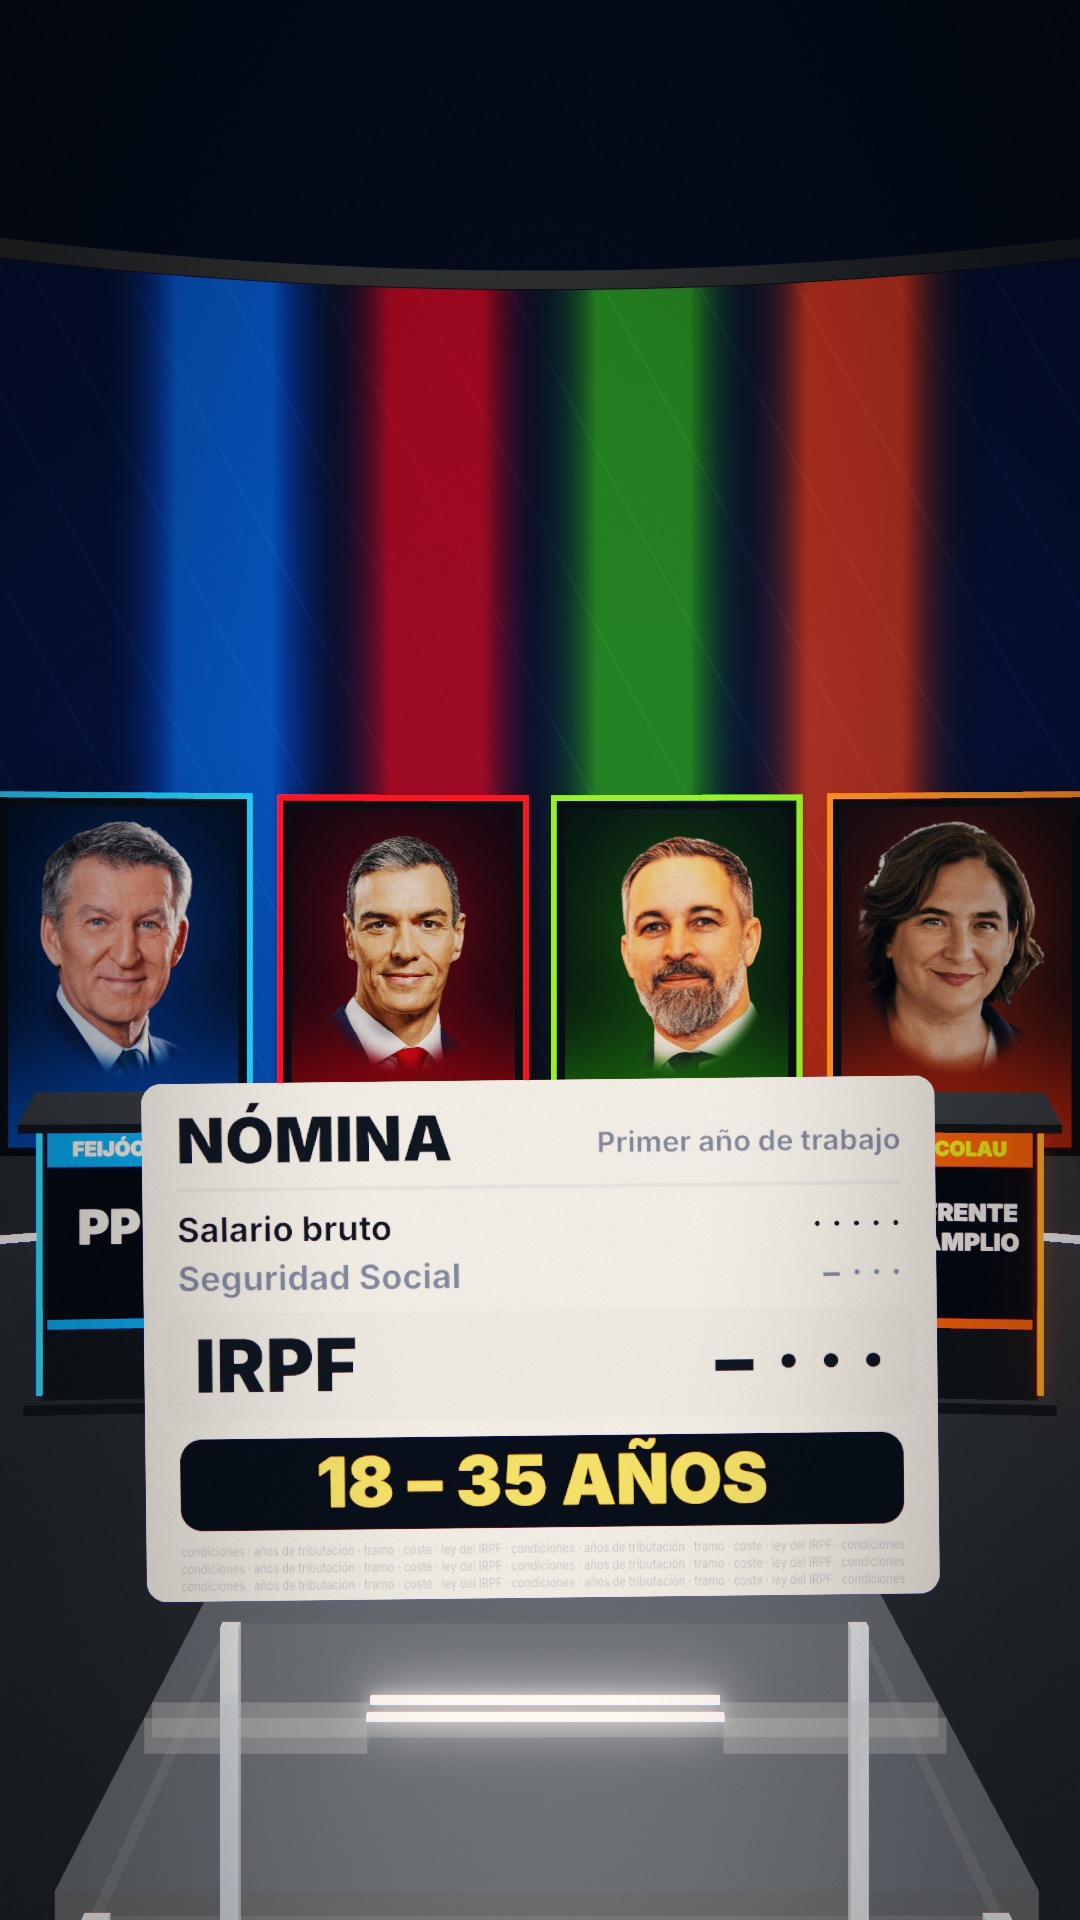 FEIJÓO
PP
COLAU
FRENTE
AMPLIO
NÓMINA
Primer año de trabajo
Salario bruto
·····
Seguridad Social
– ···
IRPF
– ···
18 – 35 AÑOS
condiciones · años de tributación · tramo · coste · ley del IRPF · condiciones · años de tributación · tramo · coste · ley del IRPF · condiciones
condiciones · años de tributación · tramo · coste · ley del IRPF · condiciones · años de tributación · tramo · coste · ley del IRPF · condiciones
condiciones · años de tributación · tramo · coste · ley del IRPF · condiciones · años de tributación · tramo · coste · ley del IRPF · condiciones